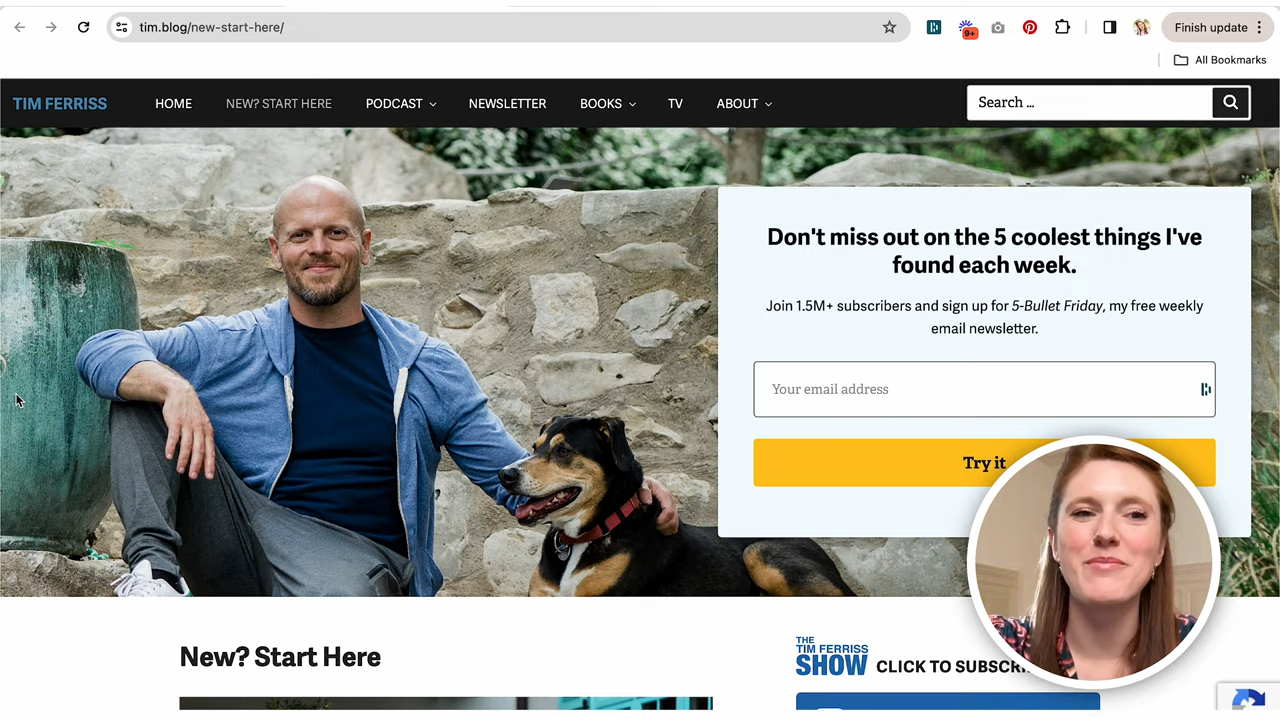 tim.blog/new-start-here/
9+
Finish update
All Bookmarks
TIM FERRISS HOME NEW? START HERE PODCAST NEWSLETTER BOOKS TV ABOUT
Search ...
Don't miss out on the 5 coolest things I've
found each week.
Join 1.5M+ subscribers and sign up for 5-Bullet Friday, my free weekly
email newsletter.
Your email address
Try it
New? Start Here
THE
TIM FERRISS
SHOW
CLICK TO